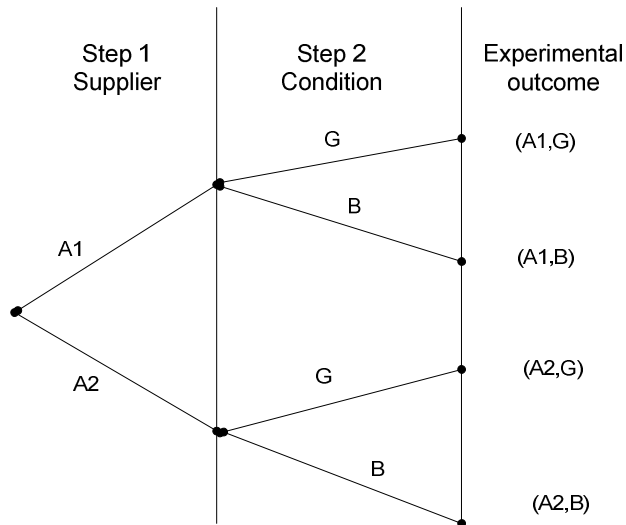 Step 1
Supplier
Step 2
Condition
Experimental
outcome
G
(A1,G)
B
A1
(A1,B)
A2
G
(A2,G)
B
(A2,B)